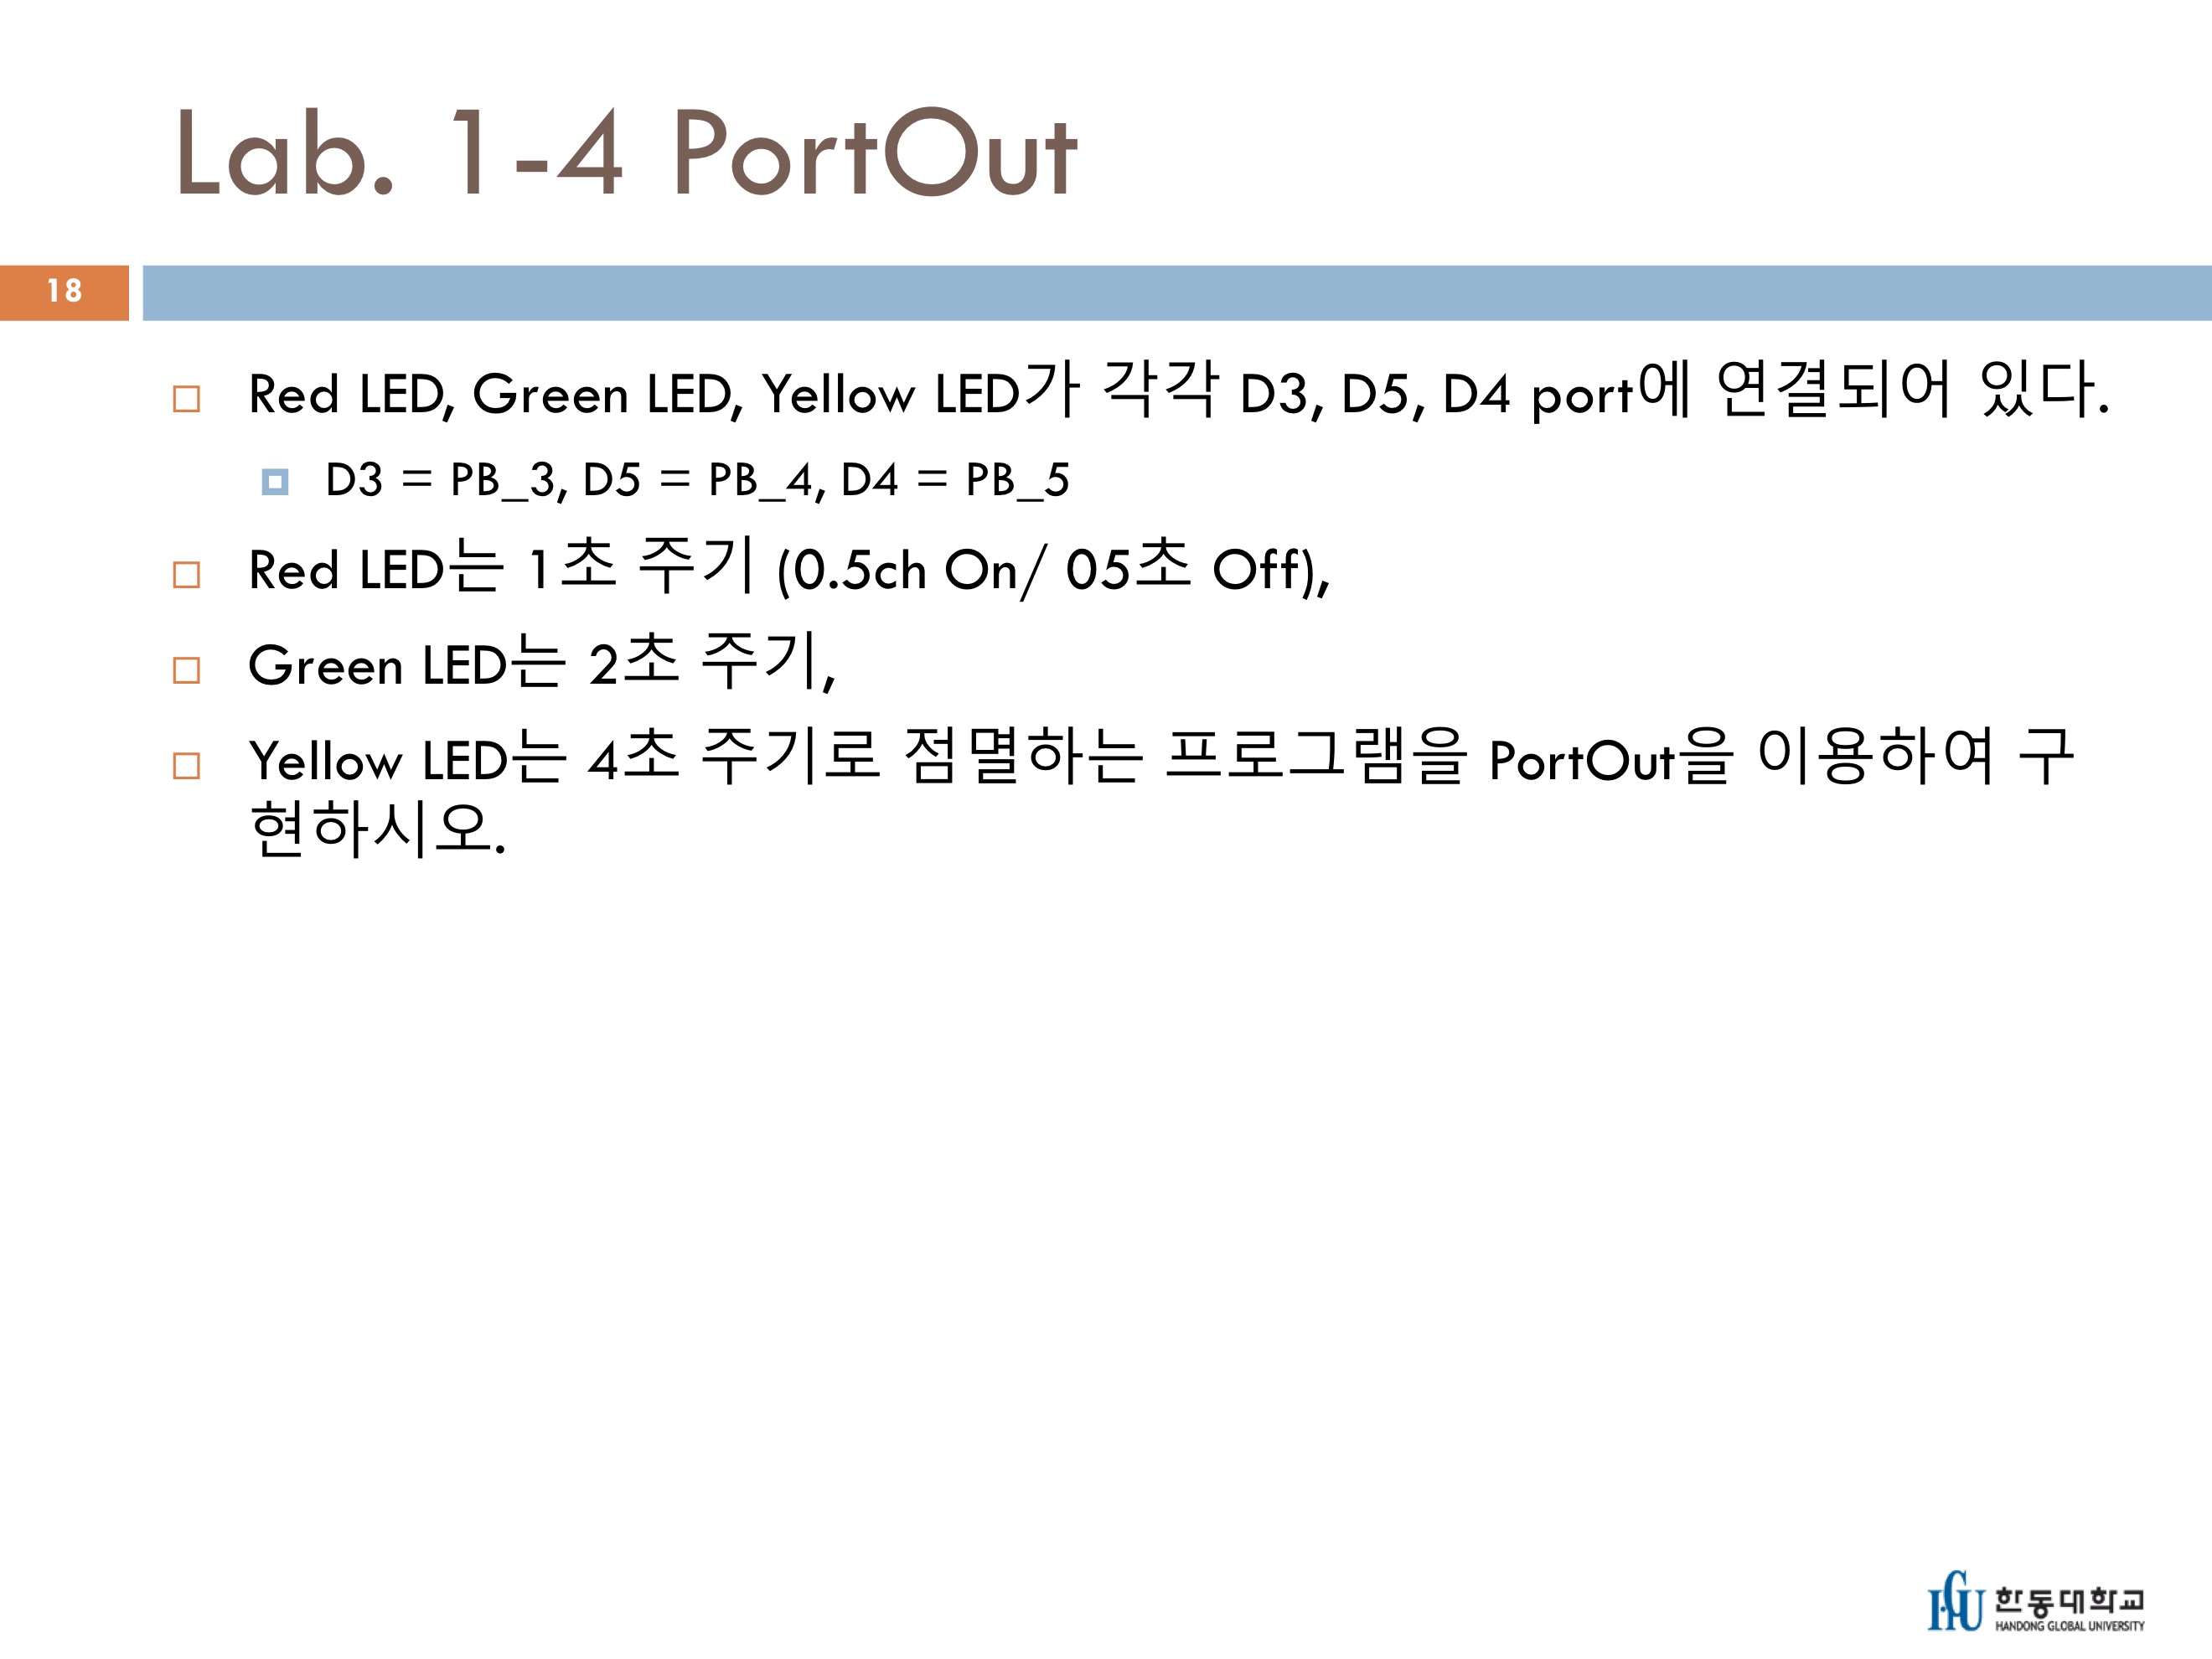 Lab. 1-4 PortOut
18
Red LED, Green LED, Yellow LED가 각각 D3, D5, D4 port에 연결되어 있다.
D3 = PB_3, D5 = PB_4, D4 = PB_5
Red LED는 1초 주기 (0.5ch On/ 05초 Off),
Green LED는 2초 주기,
Yellow LED는 4초 주기로 점멸하는 프로그램을 PortOut을 이용하여 구
현하시오.
HGU 한동대학교
HANDONG GLOBAL UNIVERSITY